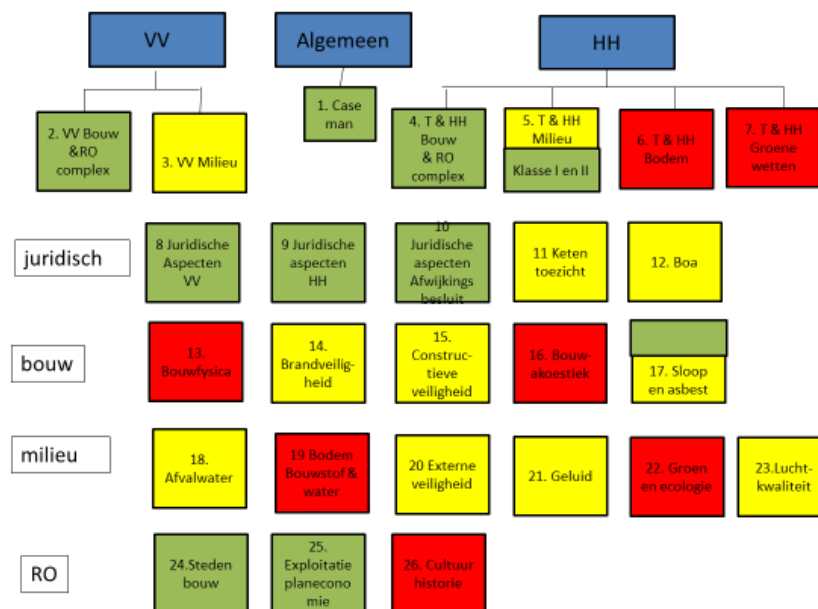 VV
Algemeen
HH
1. Case
man
2. VV Bouw
&RO
complex
3. VV Milieu
4. T & HH
Bouw
& RO
complex
5. T & HH
Milieu
Klasse I en II
6. T & HH
Bodem
7. T & HH
Groene
wetten
juridisch
8 Juridische
Aspecten
VV
9 Juridische
aspecten
HH
10
Juridische
aspecten
Afwijkings
besluit
11 Keten
toezicht
12. Boa
bouw
13.
Bouwfysica
14.
Brandveilig-
heid
15.
Construc-
tieve
veiligheid
16. Bouw-
akoestiek
17. Sloop
en asbest
milieu
18.
Afvalwater
19 Bodem
Bouwstof &
water
20 Externe
veiligheid
21. Geluid
22. Groen
en ecologie
23.Lucht-
kwaliteit
RO
24.Steden
bouw
25.
Exploitatie
planecono
mie
26. Cultuur
historie